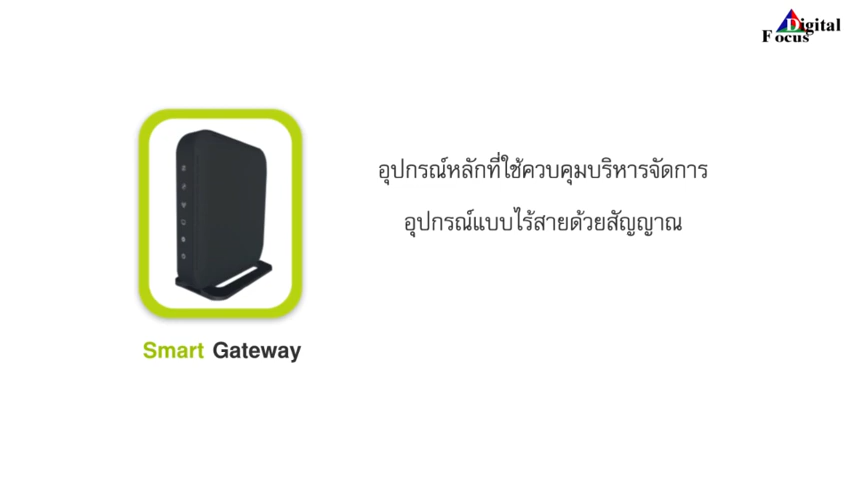 Digital
Focus
อุปกรณ์หลักที่ใช้ควบคุมบริหารจัดการ
อุปกรณ์แบบไร้สายด้วยสัญญาณ
Smart Gateway